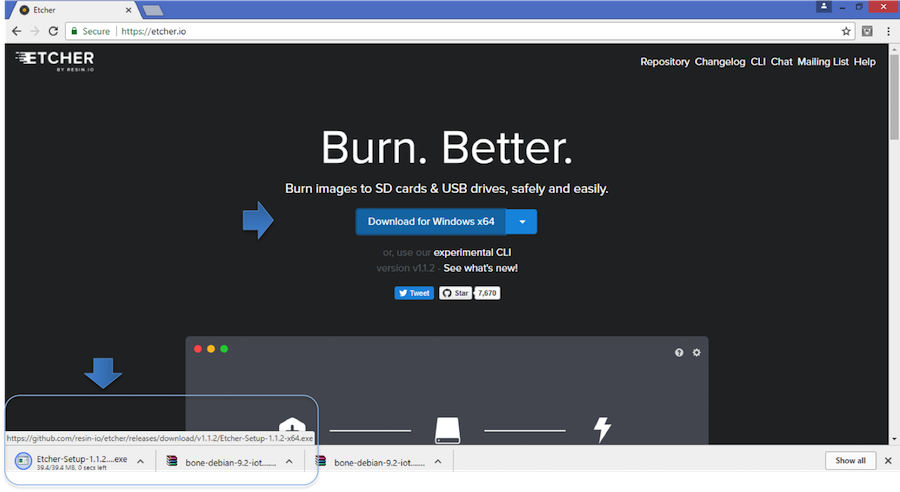 Etcher
Secure
https://etcher.io
ETCHER
BY RESIN.IO
Repository Changelog CLI Chat Mailing List Help
Burn. Better.
Burn images to SD cards & USB drives, safely and easily.
Download for Windows x64
or, use our experimental CLI
version v1.1.2 - See what's new!
Tweet
Star
7,670
https://github.com/resin-io/etcher/releases/download/v1.1.2/Etcher-Setup-1.1.2-x64.exe
Etcher-Setup-1.1.2....exe
39.4/39.4 MB, 0 secs left
bone-debian-9.2-iot.......
bone-debian-9.2-iot.......
Show all